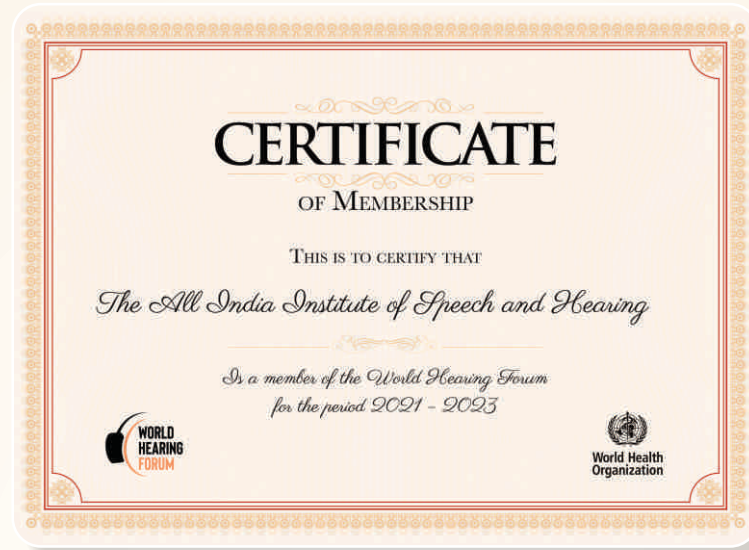 CERTIFICATE
OF MEMBERSHIP
THIS IS TO CERTIFY THAT
The All India Institute of Speech and Hearing
Is a member of the World Hearing Forum
for the period 2021 - 2023
WORLD
HEARING
FORUM
World Health
Organization